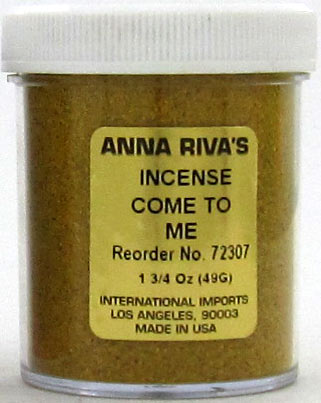 ANNA RIVA'S
INCENSE
COME TO
ME
Reorder No. 72307
1 3/4 Oz (49G)
INTERNATIONAL IMPORTS
LOS ANGELES, 90003
MADE IN USA